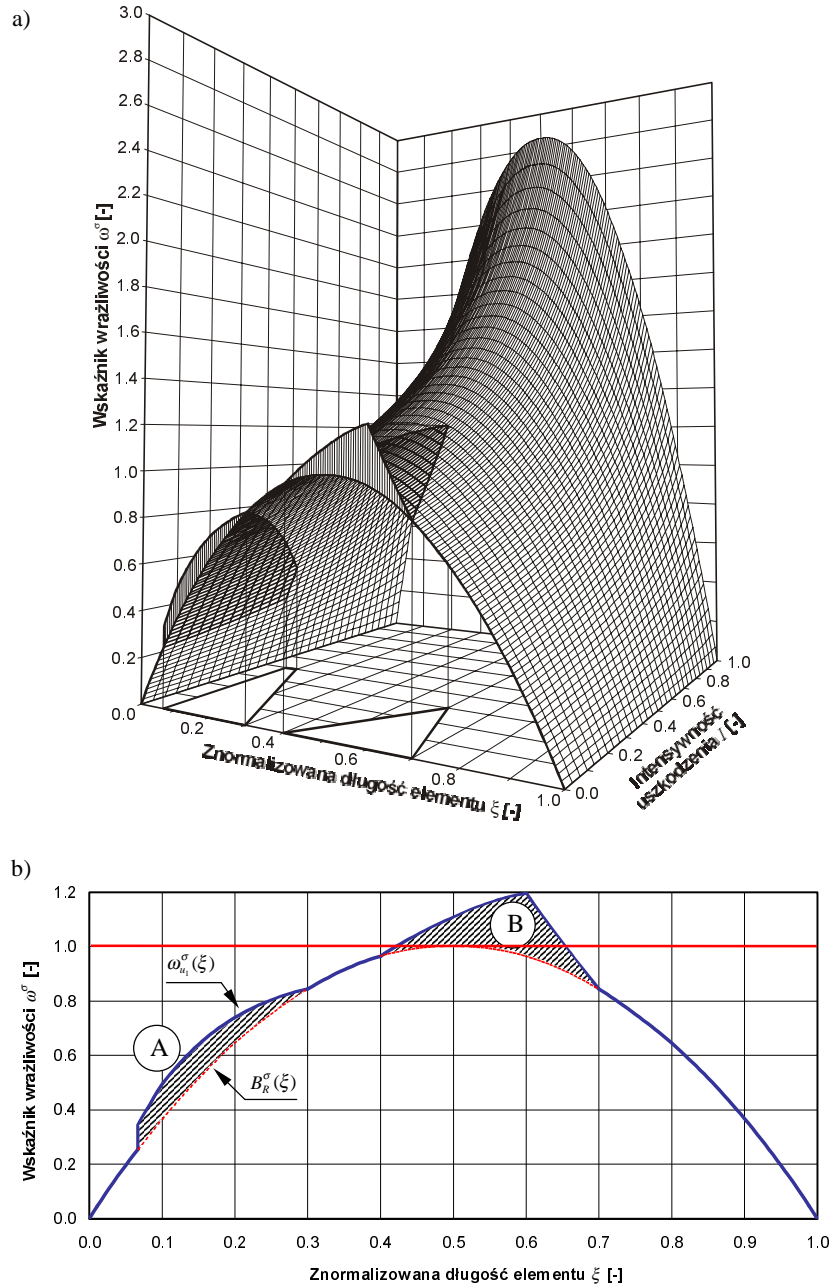 a)
3.0
2.8
2.6
2.4
2.2
2.0
1.8
1.6
1.4
1.2
1.0
0.8
0.6
0.4
0.2
0.0
Wskaźnik wrażliwości ω^σ [-]
0.2
0.4
0.6
0.8
1.0
Znormalizowana długość elementu ξ [-]
0.0
0.2
0.4
0.6
0.8
1.0
Intensywność
uszkodzenia I [-]
b)
1.2
1.0
0.8
0.6
0.4
0.2
0.0
Wskaźnik wrażliwości ω^σ [-]
B
ω^σ_{u_1}(ξ)
A
B^σ_R(ξ)
0.0 0.1 0.2 0.3 0.4 0.5 0.6 0.7 0.8 0.9 1.0
Znormalizowana długość elementu ξ [-]